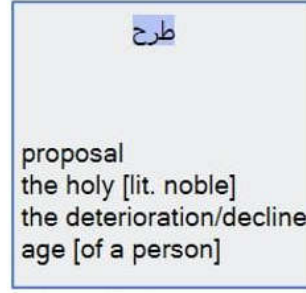 طرح
proposal
the holy [lit. noble]
the deterioration/decline
age [of a person]